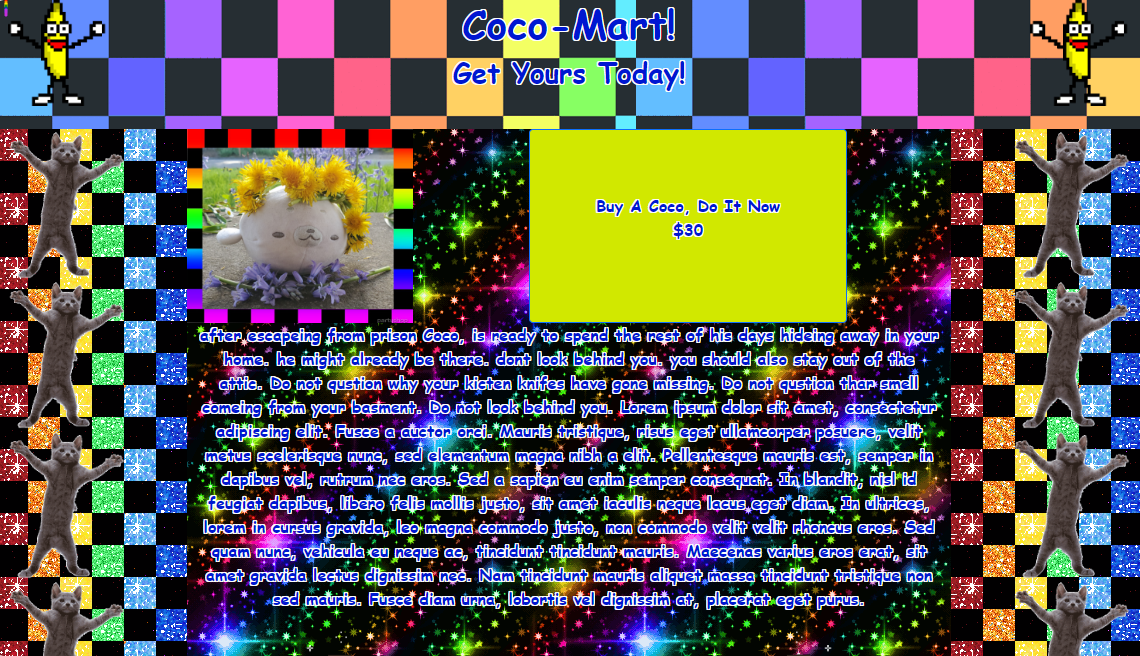 Coco-Mart!
Get Yours Today!
Buy A Coco, Do It Now
$30
after escapeing from prison Coco, is ready to spend the rest of his days hideing away in your
home. he might already be there. dont look behind you. you should also stay out of the
attic. Do not qustion why your kicten knifes have gone missing. Do not qustion thar smell
comeing from your basment. Do not look behind you. Lorem ipsum dolor sit amet, consectetur
adipiscing elit. Fusce a auctor orci. Mauris tristique, risus eget ullamcorper posuere, velit
metus scelerisque nunc, sed elementum magna nibh a elit. Pellentesque mauris est, semper in
dapibus vel, rutrum nec eros. Sed a sapien eu enim semper consequat. In blandit, nisl id
feugiat dapibus, libero felis mollis justo, sit amet iaculis neque lacus eget diam. In ultrices,
lorem in cursus gravida, leo magna commodo justo, non commodo velit velit rhoncus eros. Sed
quam nunc, vehicula eu neque ac, tincidunt tincidunt mauris. Maecenas varius eros erat, sit
amet gravida lectus dignissim nec. Nam tincidunt mauris aliquet massa tincidunt tristique non
sed mauris. Fusce diam urna, lobortis vel dignissim at, placerat eget purus.